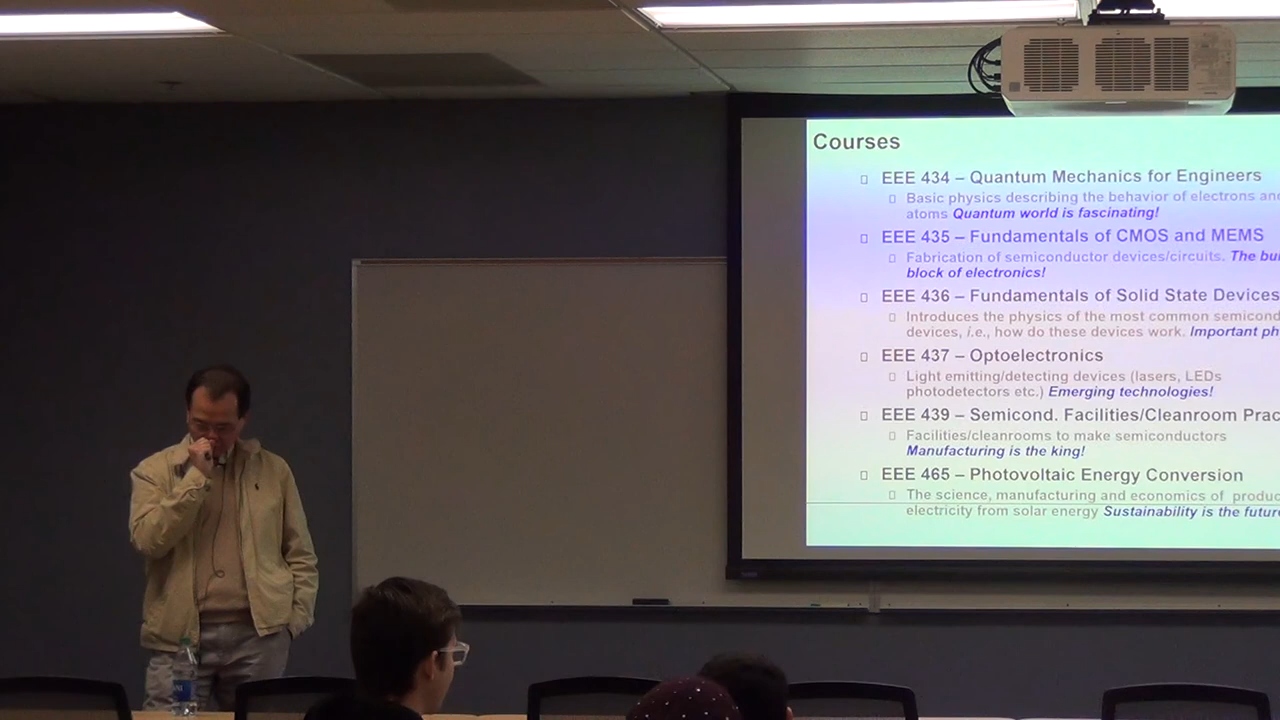 Courses
EEE 434 – Quantum Mechanics for Engineers
Basic physics describing the behavior of electrons
atoms Quantum world is fascinating!
EEE 435 – Fundamentals of CMOS and MEMS
Fabrication of semiconductor devices/circuits. The
block of electronics!
EEE 436 – Fundamentals of Solid State Devices
Introduces the physics of the most common
devices, i.e., how do these devices work. Important
EEE 437 – Optoelectronics
Light emitting/detecting devices (lasers, LEDs
photodetectors etc.) Emerging technologies!
EEE 439 – Semicond. Facilities/Cleanroom
Facilities/cleanrooms to make semiconductors
Manufacturing is the king!
EEE 465 – Photovoltaic Energy Conversion
The science, manufacturing and economics of
electricity from solar energy Sustainability is the